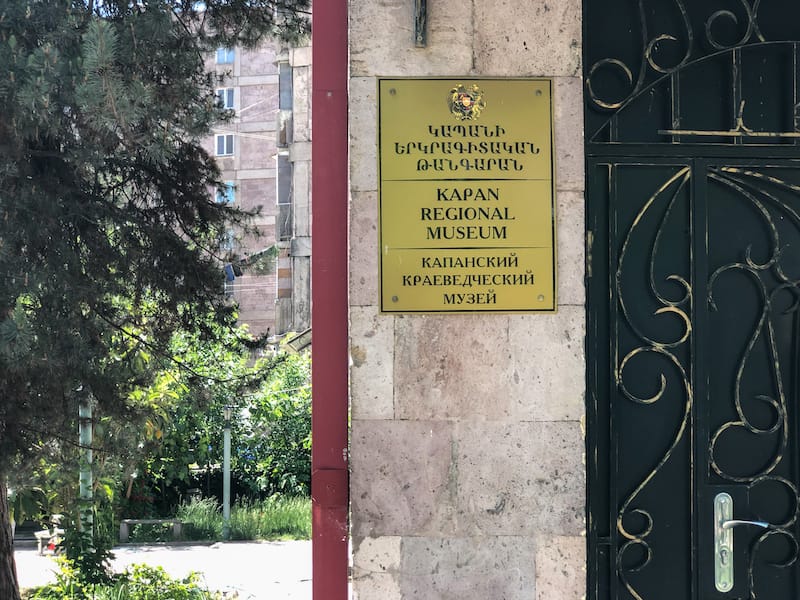 ԿԱՊԱՆԻ
ԵՐԿՐԱԳԻՏԱԿԱՆ
ԹԱՆԳԱՐԱՆ
KAPAN
REGIONAL
MUSEUM
КАПАНСКИЙ
КРАЕВЕДЧЕСКИЙ
МУЗЕЙ